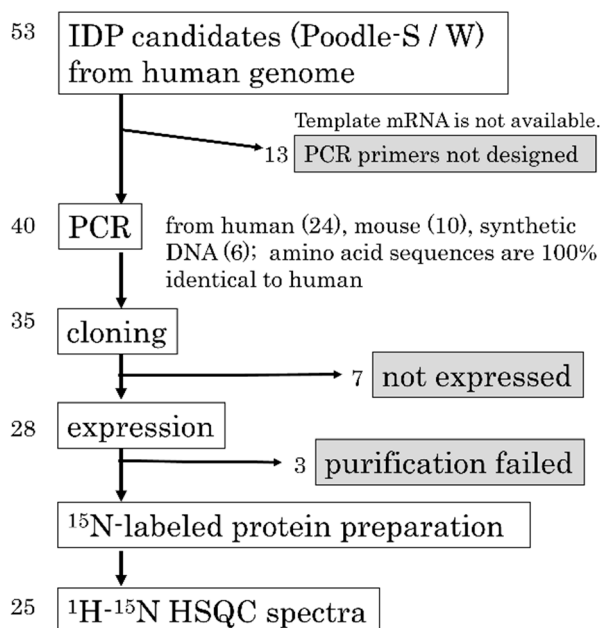 53 IDP candidates (Poodle-S / W)
from human genome
Template mRNA is not available.
13 PCR primers not designed
40 PCR from human (24), mouse (10), synthetic
DNA (6); amino acid sequences are 100%
identical to human
35 cloning
7 not expressed
28 expression
3 purification failed
¹⁵N-labeled protein preparation
25 ¹H-¹⁵N HSQC spectra